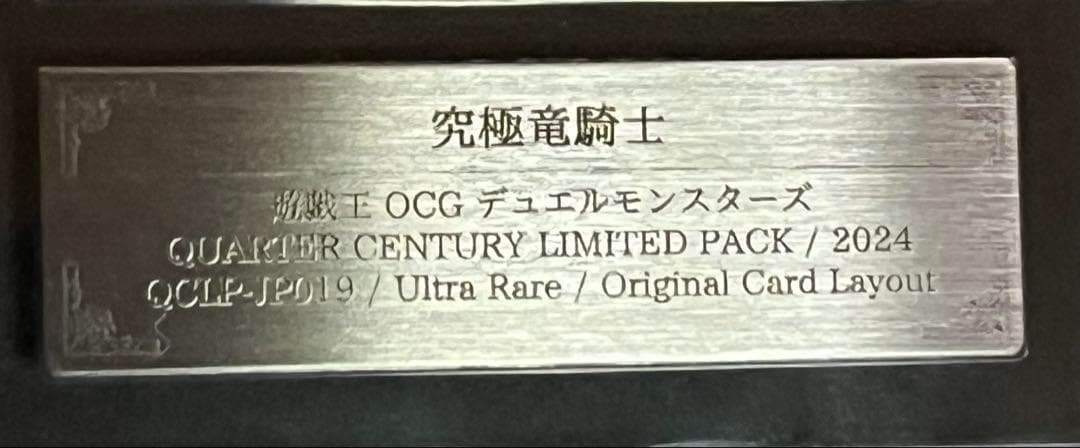 究極竜騎士
遊戯王 OCG デュエルモンスターズ
QUARTER CENTURY LIMITED PACK / 2024
QCLP-JP019 / Ultra Rare / Original Card Layout